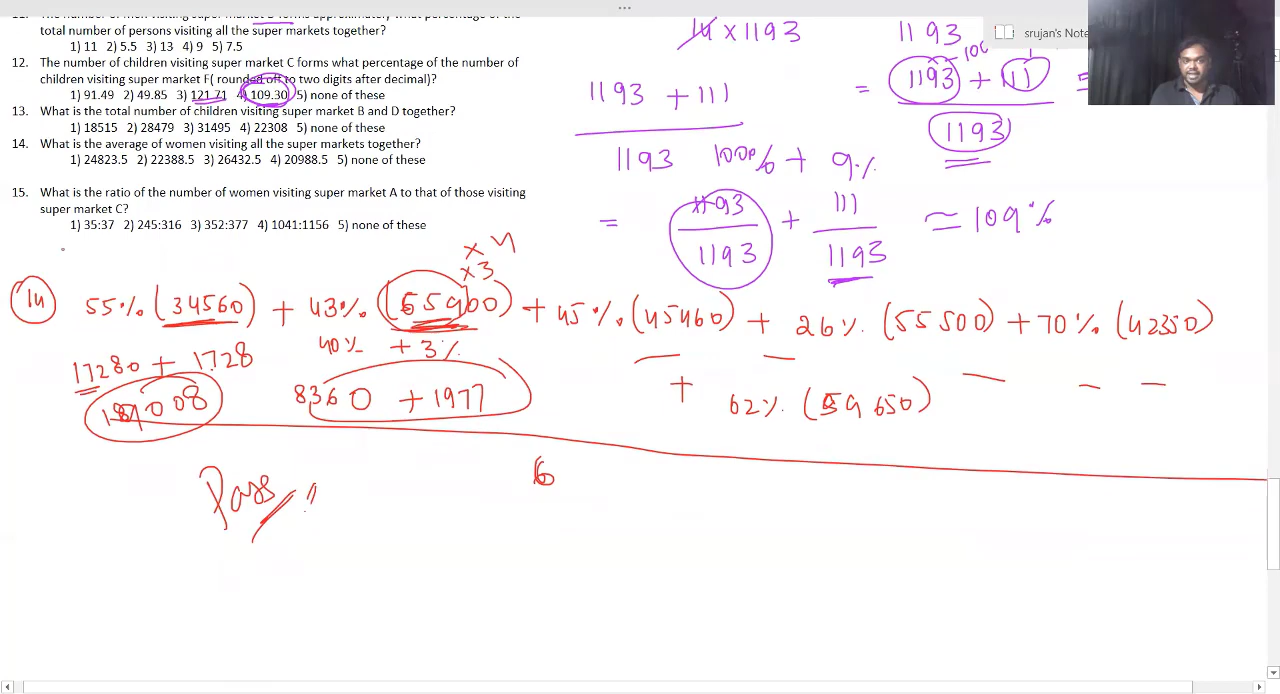 total number of persons visiting all the super markets together?
1) 11 2) 5.5 3) 13 4) 9 5) 7.5
12. The number of children visiting super market C forms what percentage of the number of
children visiting super market F( rounded off to two digits after decimal)?
1) 91.49 2) 49.85 3) 121.71 4) 109.30 5) none of these
13. What is the total number of children visiting super market B and D together?
1) 18515 2) 28479 3) 31495 4) 22308 5) none of these
14. What is the average of women visiting all the super markets together?
1) 24823.5 2) 22388.5 3) 26432.5 4) 20988.5 5) none of these
15. What is the ratio of the number of women visiting super market A to that of those visiting
super market C?
1) 35:37 2) 245:316 3) 352:377 4) 1041:1156 5) none of these
srujan's Note
14 x 1193
1193
1193 + 111
1193
= 1193 + 111
1193
=
100% + 9%
= 1193 + 111
1193 1193
≃ 109%
x 4
x 3
14 55% (34560) + 43% (55900) + 45% (45460) + 26% (55500) + 70% (42350)
40% + 3%
17280 + 1728
19008
8360 + 1977
+ 62% (59650)
6
Pass